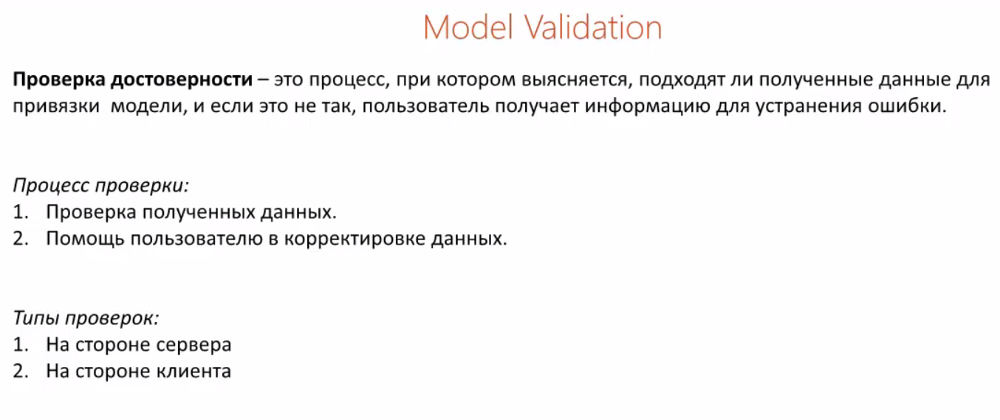 Model Validation
Проверка достоверности – это процесс, при котором выясняется, подходят ли полученные данные для
привязки  модели, и если это не так, пользователь получает информацию для устранения ошибки.
Процесс проверки:
1. Проверка полученных данных.
2. Помощь пользователю в корректировке данных.
Типы проверок:
1. На стороне сервера
2. На стороне клиента